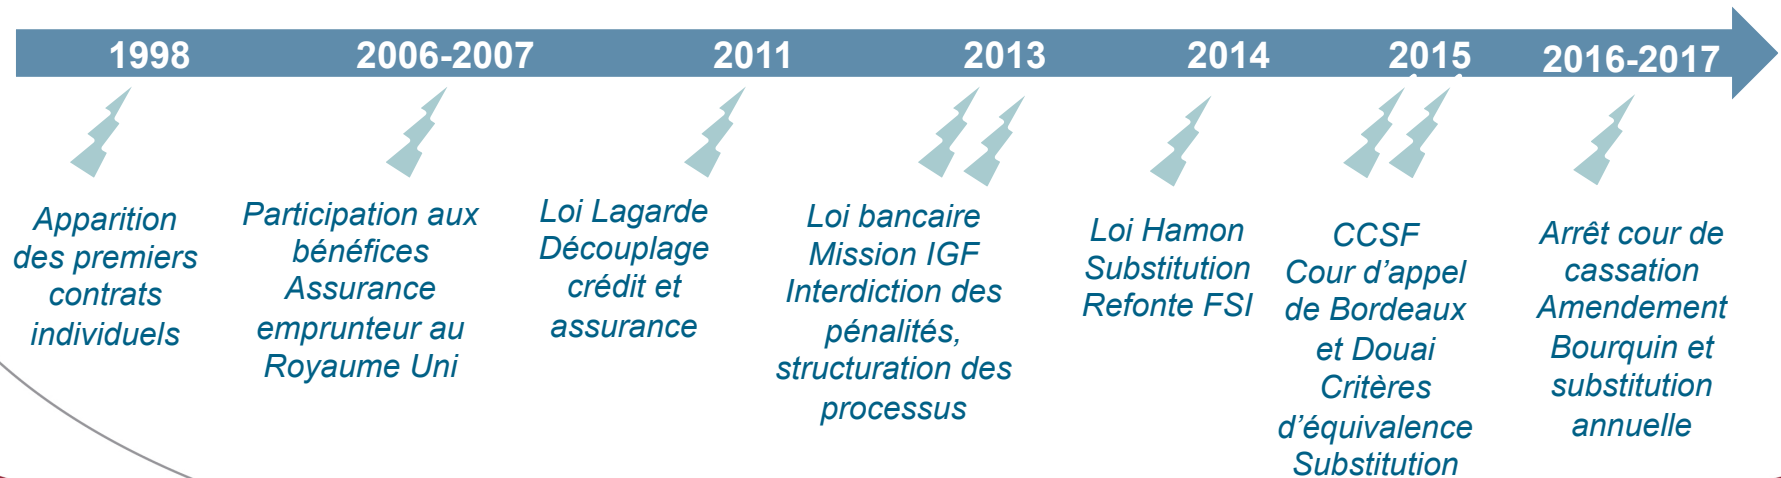 1998
2006-2007
2011
2013
2014
2015
2016-2017
Apparition
des premiers
contrats
individuels
Participation aux
bénéfices
Assurance
emprunteur au
Royaume Uni
Loi Lagarde
Découplage
crédit et
assurance
Loi bancaire
Mission IGF
Interdiction des
pénalités,
structuration des
processus
Loi Hamon
Substitution
Refonte FSI
CCSF
Cour d’appel
de Bordeaux
et Douai
Critères
d’équivalence
Substitution
Arrêt cour de
cassation
Amendement
Bourquin et
substitution
annuelle